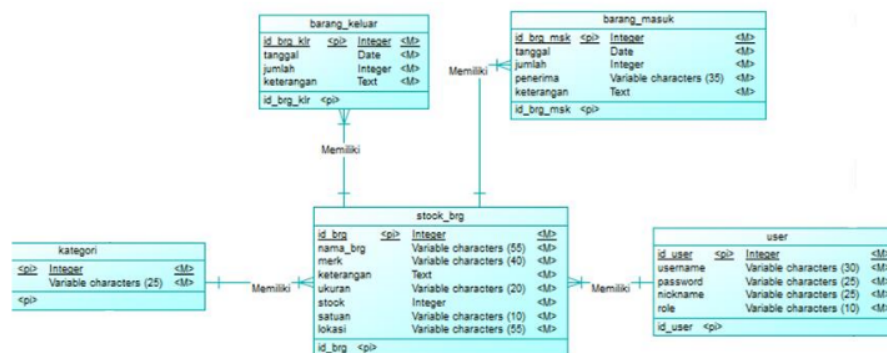 barang_keluar
id_brg_klr <pi> Integer <M>
tanggal Date <M>
jumlah Integer <M>
keterangan Text <M>
id_brg_klr <pi>
barang_masuk
id_brg_msk <pi> Integer <M>
tanggal Date <M>
jumlah Integer <M>
penerima Variable characters (35) <M>
keterangan Text <M>
id_brg_msk <pi>
Memiliki
Memiliki
stock_brg
id_brg <pi> Integer <M>
nama_brg Variable characters (55) <M>
merk Variable characters (40) <M>
keterangan Text <M>
ukuran Variable characters (20) <M>
stock Integer <M>
satuan Variable characters (10) <M>
lokasi Variable characters (55) <M>
id_brg <pi>
kategori
<pi> Integer <M>
Variable characters (25) <M>
<pi>
Memiliki
Memiliki
user
id_user <pi> Integer <M>
username Variable characters (30) <M>
password Variable characters (25) <M>
nickname Variable characters (25) <M>
role Variable characters (10) <M>
id_user <pi>